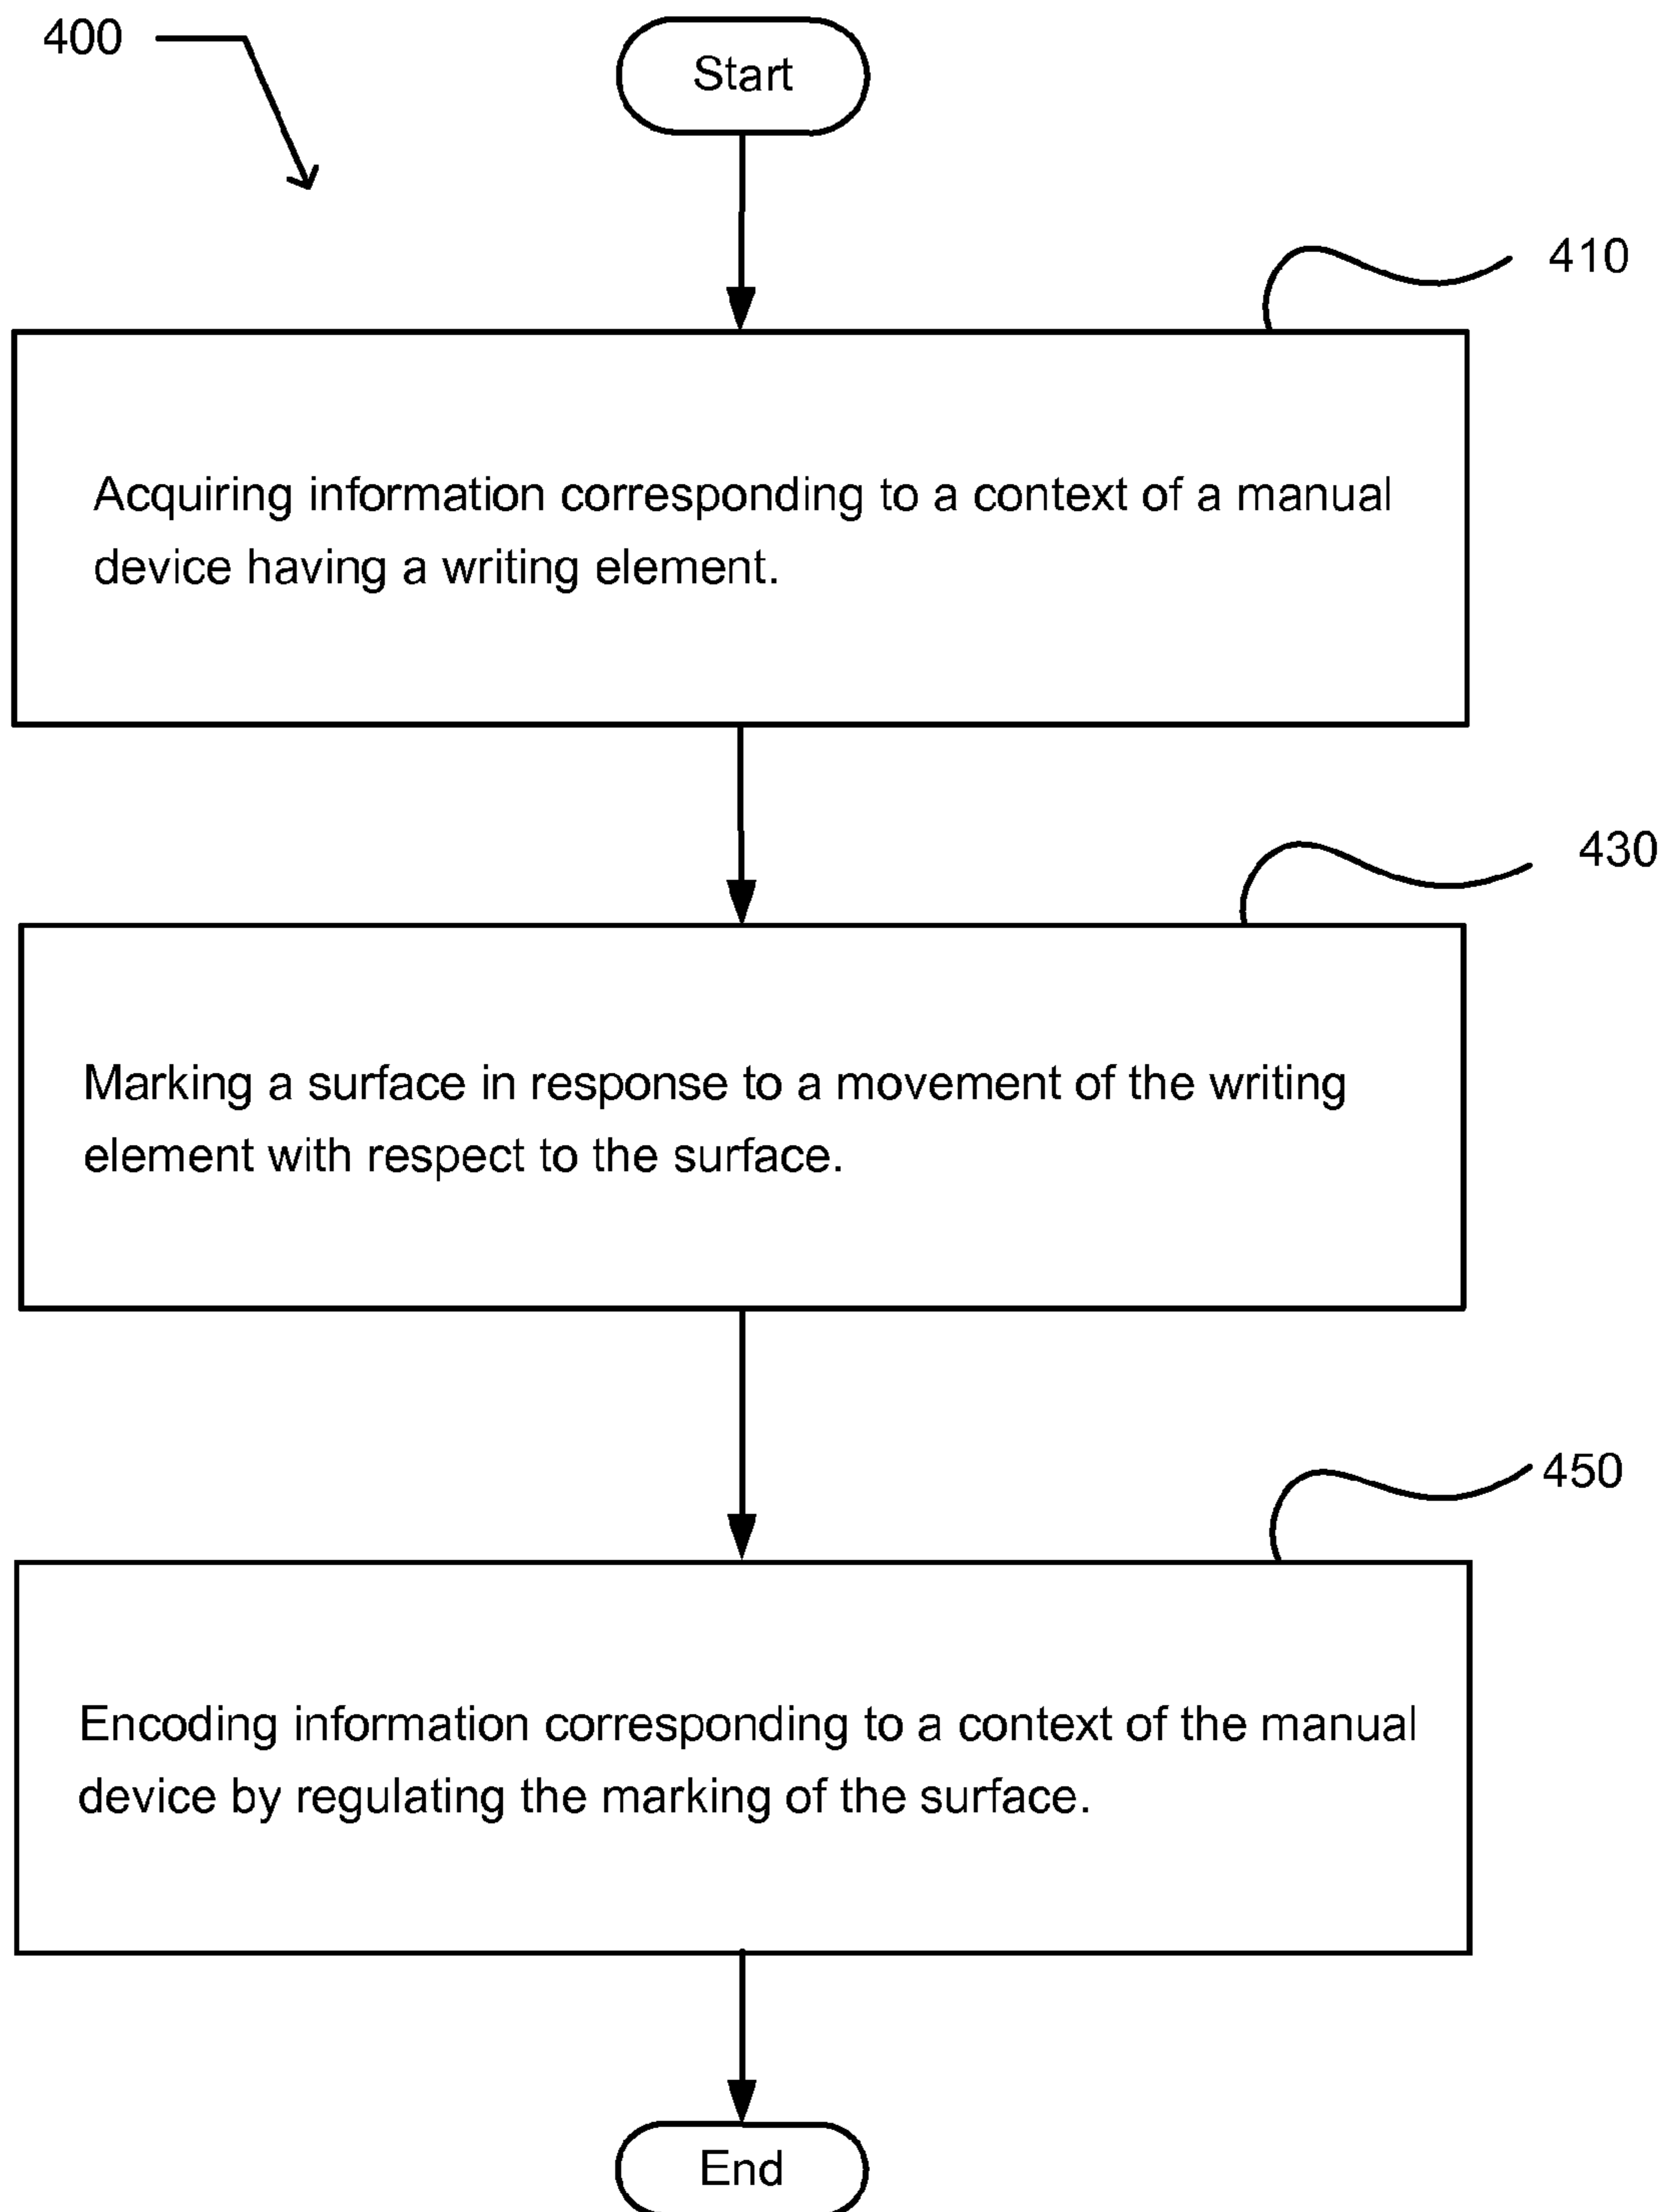 400
Start
410
Acquiring information corresponding to a context of a manual
device having a writing element.
430
Marking a surface in response to a movement of the writing
element with respect to the surface.
450
Encoding information corresponding to a context of the manual
device by regulating the marking of the surface.
End